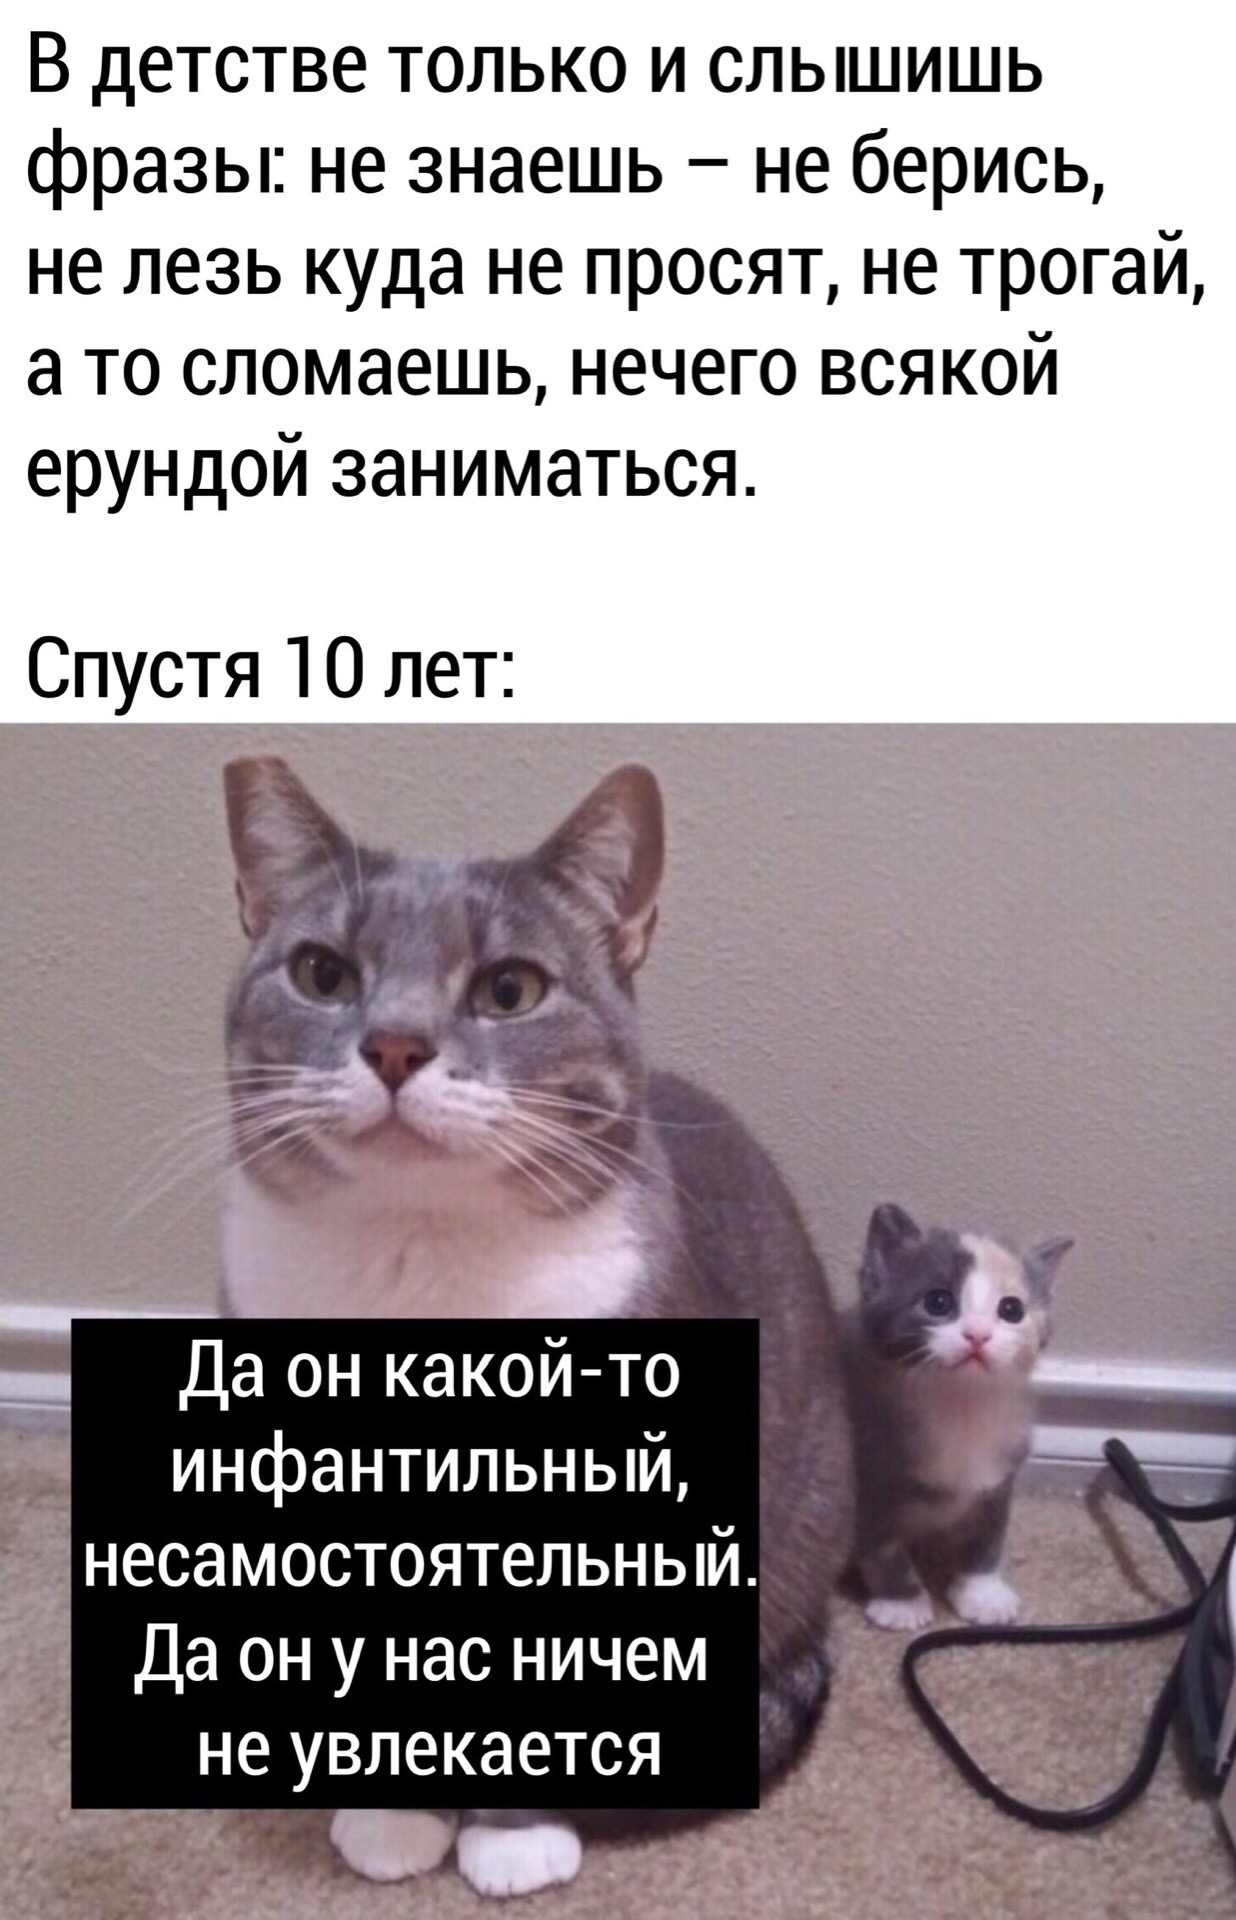 В детстве только и слышишь
фразы: не знаешь – не берись,
не лезь куда не просят, не трогай,
а то сломаешь, нечего всякой
ерундой заниматься.
Спустя 10 лет:
Да он какой-то
инфантильный,
несамостоятельный.
Да он у нас ничем
не увлекается